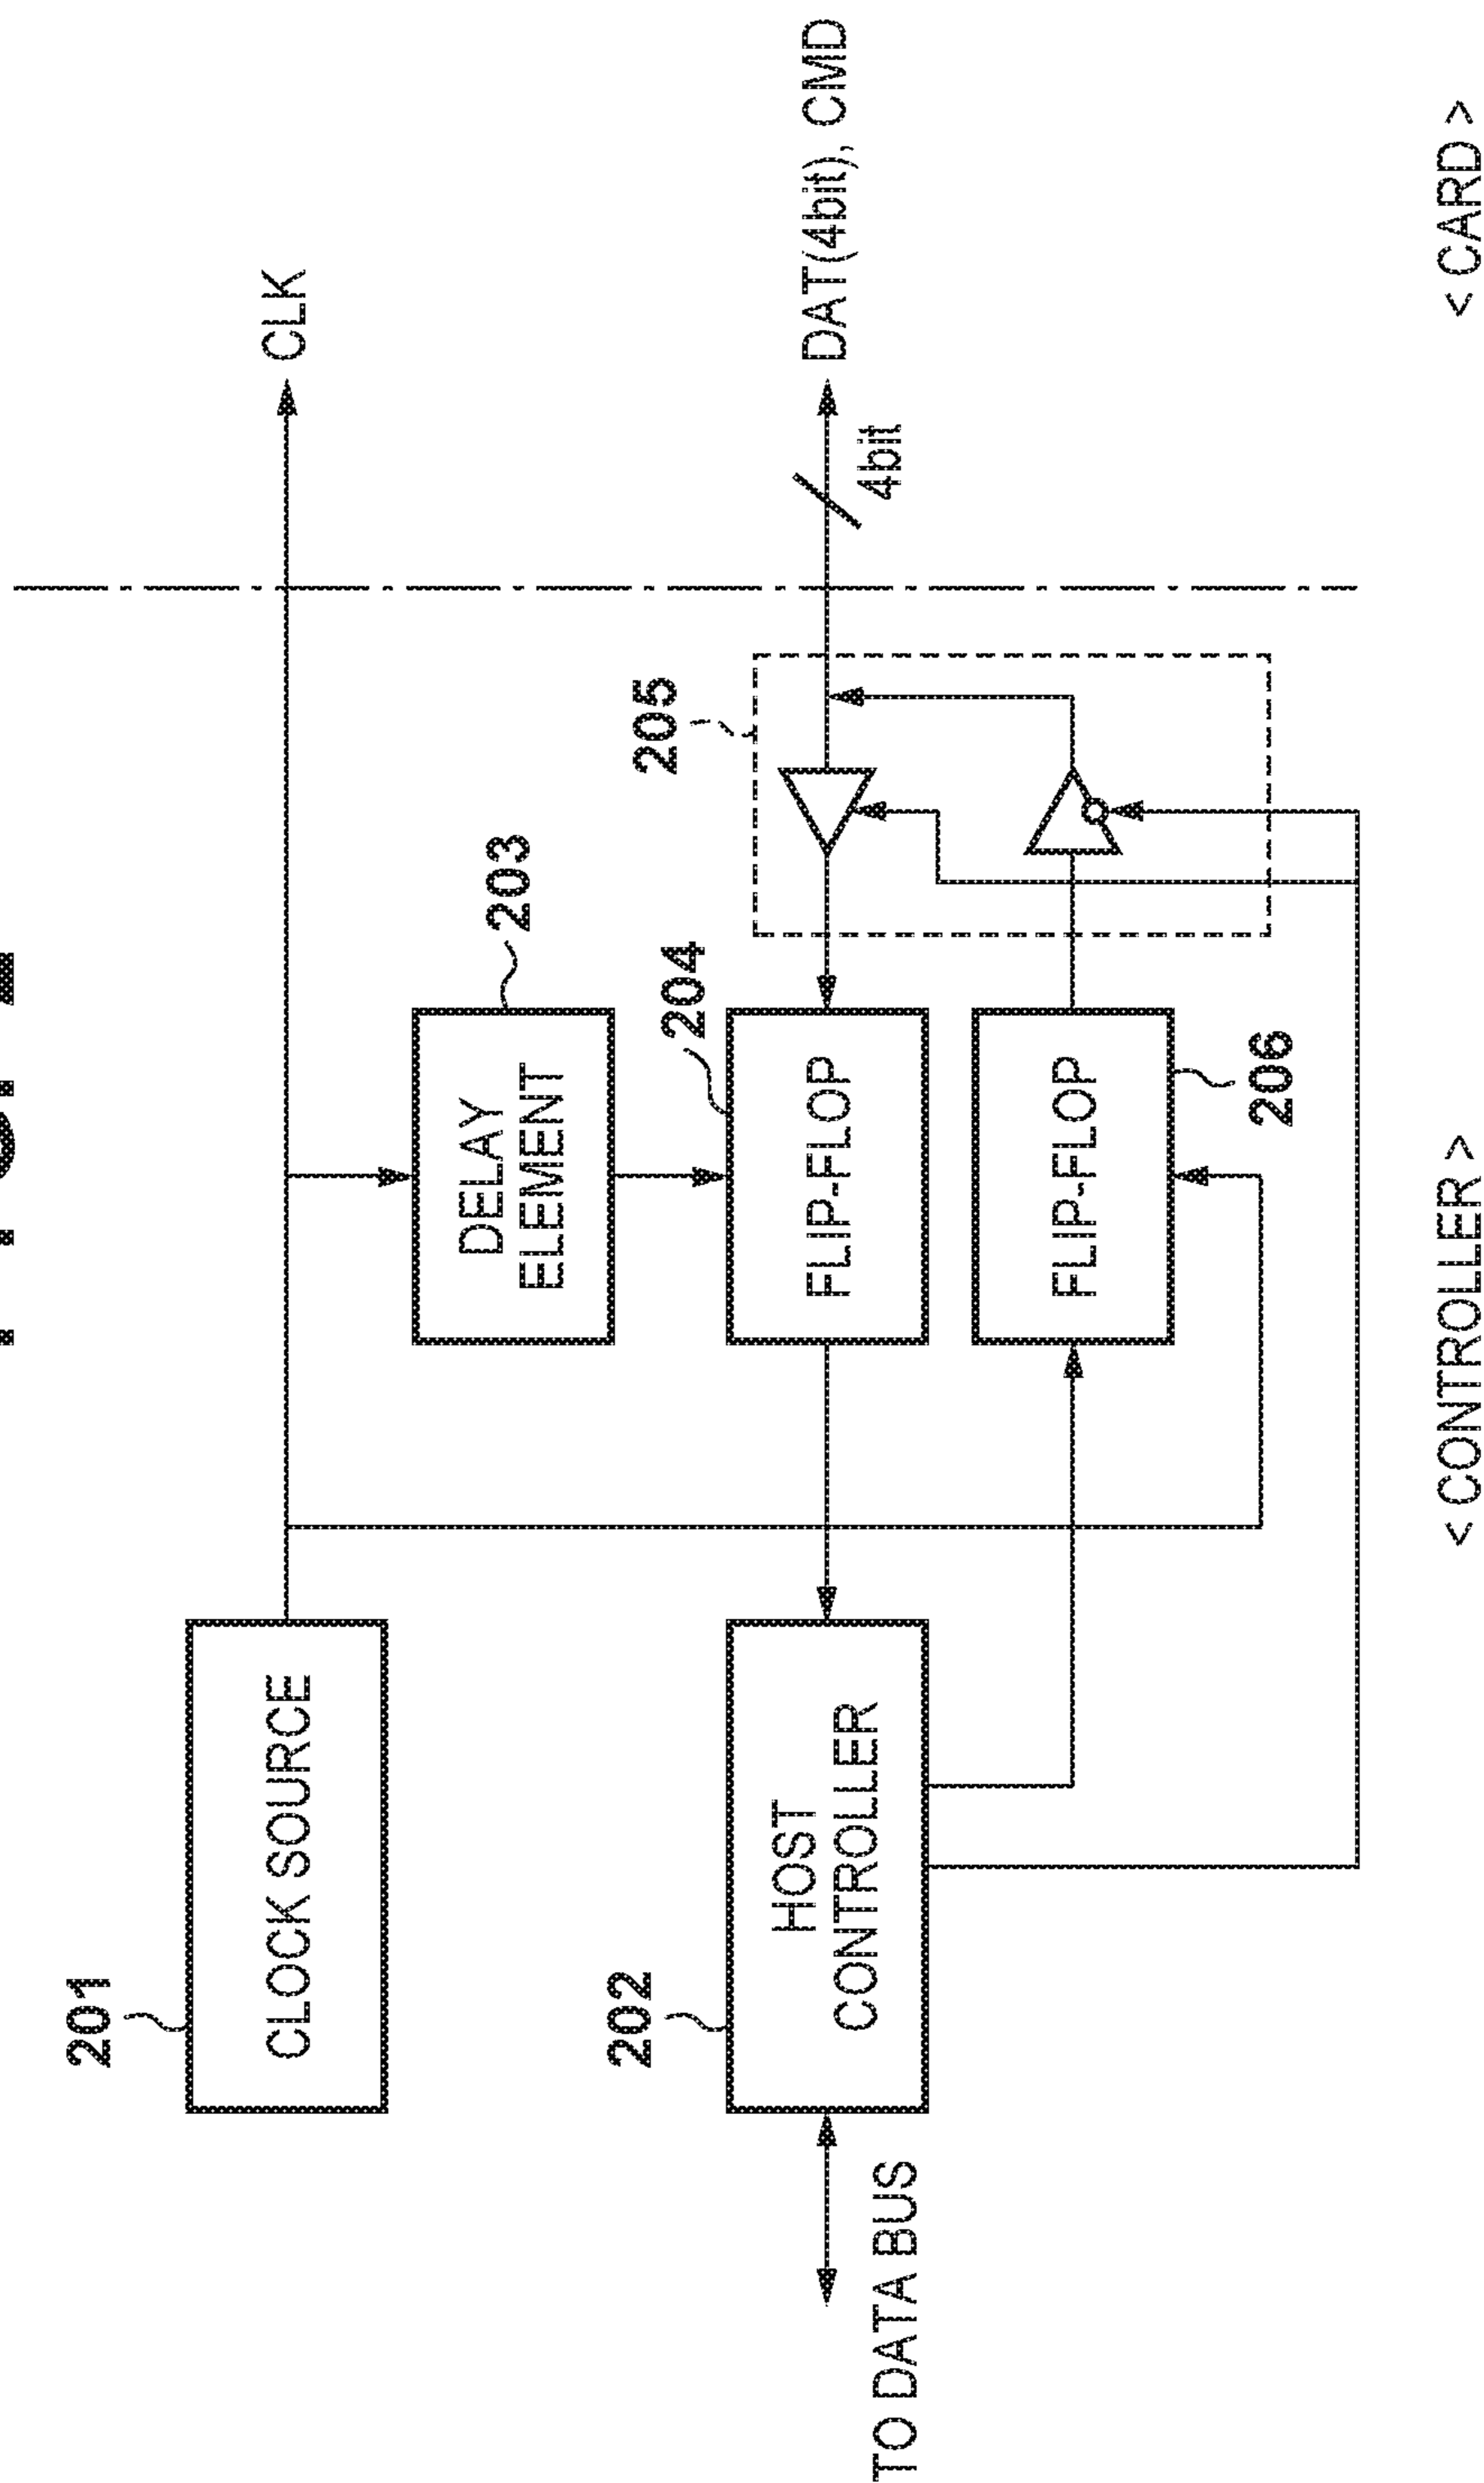 201
CLOCK SOURCE
CLK
203
DELAY
ELEMENT
202
HOST
CONTROLLER
204
FLIP-FLOP
205
DAT(4bit), CMD
4bit
TO DATA BUS
FLIP-FLOP
206
< CONTROLLER >
< CARD >